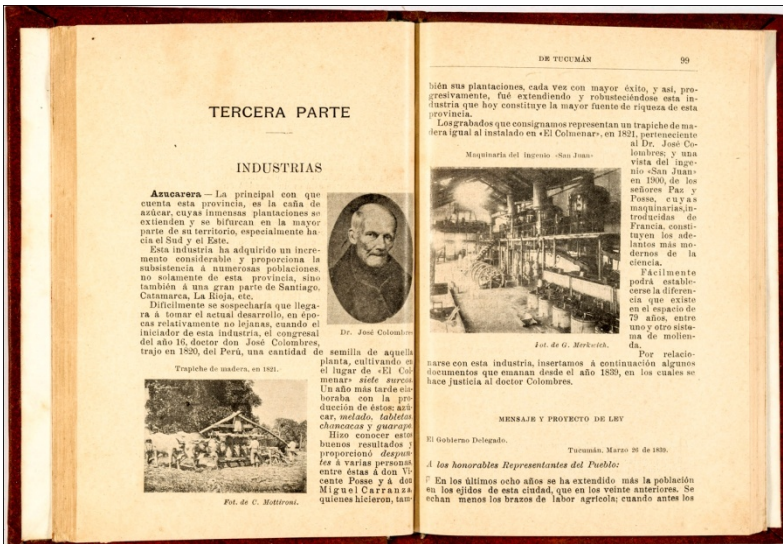 TERCERA PARTE
INDUSTRIAS
Azucarera — La principal con que
cuenta esta provincia, es la caña de
azúcar, cuyas inmensas plantaciones se
extienden y se bifurcan en la mayor
parte de su territorio, especialmente ha-
cia el Sud y el Este.
Esta industria ha adquirido un incre-
mento considerable y proporciona la
subsistencia á numerosas poblaciones,
no solamente de esta provincia, sino
también á una gran parte de Santiago,
Catamarca, La Rioja, etc.
Dificilmente se sospecharía que llega-
ra á tomar el actual desarrollo, en épo-
cas relativamente no lejanas, cuando el
iniciador de esta industria, el congresal
del año 16, doctor don José Colombres,
Dr. José Colombres
trajo en 1820, del Perú, una cantidad de semilla de aquella
planta, cultivando en
el lugar de «El Col-
menar» siete surcos.
Un año más tarde ela-
boraba con la pro-
ducción de éstos: azú-
car, melado, tabletas,
chancacas y guarapo.
Hizo conocer estos
buenos resultados y
proporcionó despun-
tes á varias personas,
entre éstas á don Vi-
cente Posse y á don
Miguel Carranza,
quienes hicieron, tam-
Trapiche de madera, en 1821.
Fot. de C. Mottironi.
DE TUCUMÁN 99
bién sus plantaciones, cada vez con mayor éxito, y así, pro-
gresivamente, fué extendiendo y robusteciéndose esta in-
dustria que hoy constituye la mayor fuente de riqueza de esta
provincia.
Los grabados que consignamos representan un trapiche de ma-
dera igual al instalado en «El Colmenar», en 1821, perteneciente
al Dr. José Co-
lombres; y una
vista del inge-
nio «San Juan»
en 1900, de los
señores Paz y
Posse, cuyas
maquinarias, in-
troducidas de
Francia, consti-
tuyen los ade-
lantos más mo-
dernos de la
ciencia.
Fácilmente
podrá estable-
cerse la diferen-
cia que existe
en el espacio de
79 años, entre
uno y otro siste-
ma de molien-
da.
Maquinaria del ingenio «San Juan»
Fot. de G. Merkwich.
Por relacio-
narse con esta industria, insertamos á continuación algunos
documentos que emanan desde el año 1839, en los cuales se
hace justicia al doctor Colombres.
MENSAJE Y PROYECTO DE LEY
El Gobierno Delegado.
Tucumán, Marzo 26 de 1839.
A los honorables Representantes del Pueblo:
En los últimos ocho años se ha extendido más la población
en los ejidos de esta ciudad, que en los veinte anteriores. Se
echan menos los brazos de labor agrícola; cuando antes los